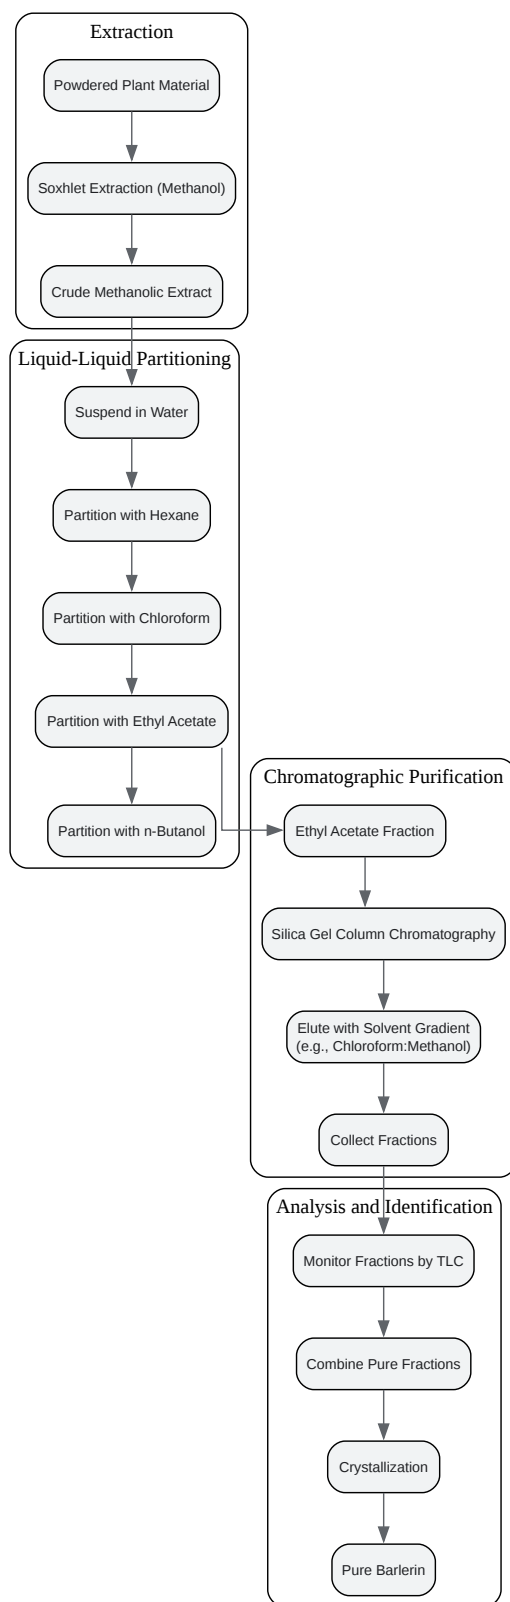 Extraction
Powdered Plant Material
Soxhlet Extraction (Methanol)
Crude Methanolic Extract
Liquid-Liquid Partitioning
Suspend in Water
Partition with Hexane
Partition with Chloroform
Partition with Ethyl Acetate
Partition with n-Butanol
Chromatographic Purification
Ethyl Acetate Fraction
Silica Gel Column Chromatography
Elute with Solvent Gradient
(e.g., Chloroform:Methanol)
Collect Fractions
Analysis and Identification
Monitor Fractions by TLC
Combine Pure Fractions
Crystallization
Pure Barlerin